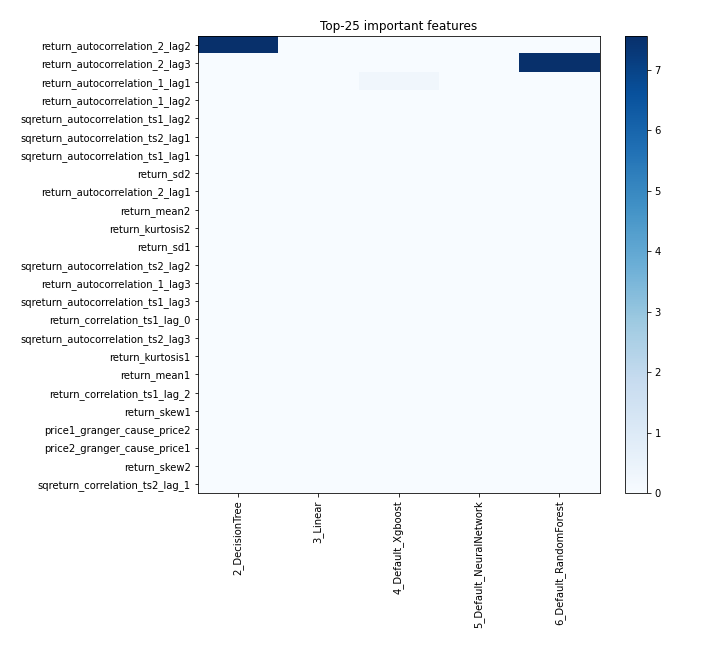 Top-25 important features
return_autocorrelation_2_lag2
return_autocorrelation_2_lag3
return_autocorrelation_1_lag1
return_autocorrelation_1_lag2
sqreturn_autocorrelation_ts1_lag2
sqreturn_autocorrelation_ts2_lag1
sqreturn_autocorrelation_ts1_lag1
return_sd2
return_autocorrelation_2_lag1
return_mean2
return_kurtosis2
return_sd1
sqreturn_autocorrelation_ts2_lag2
return_autocorrelation_1_lag3
sqreturn_autocorrelation_ts1_lag3
return_correlation_ts1_lag_0
sqreturn_autocorrelation_ts2_lag3
return_kurtosis1
return_mean1
return_correlation_ts1_lag_2
return_skew1
price1_granger_cause_price2
price2_granger_cause_price1
return_skew2
sqreturn_correlation_ts2_lag_1
2_DecisionTree
3_Linear
4_Default_Xgboost
5_Default_NeuralNetwork
6_Default_RandomForest
7
6
5
4
3
2
1
0